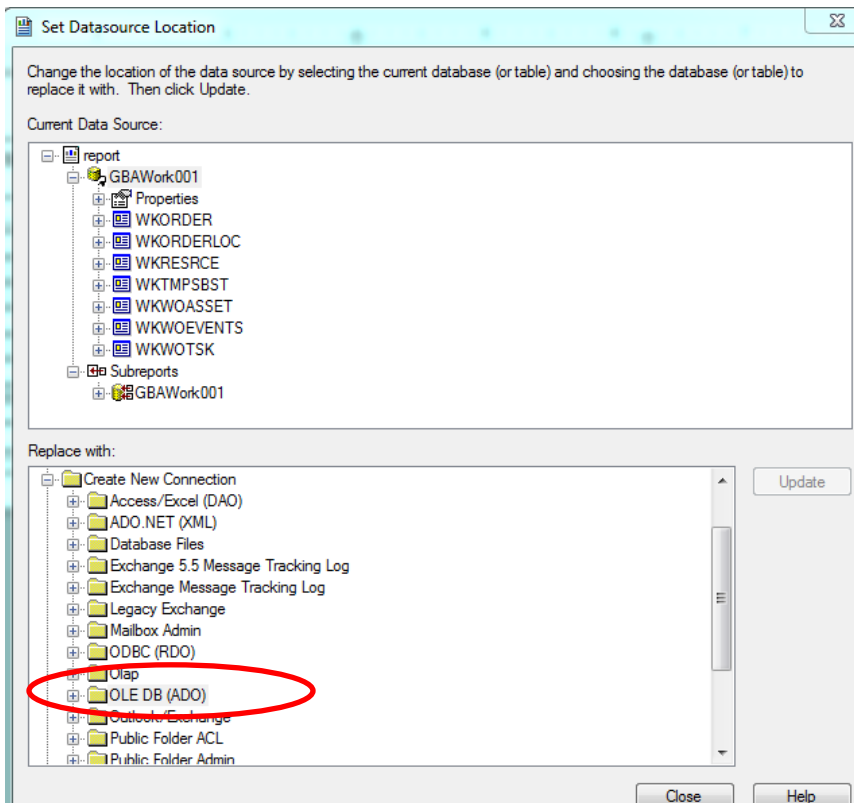 Set Datasource Location
Change the location of the data source by selecting the current database (or table) and choosing the database (or table) to
replace it with. Then click Update.
Current Data Source:
report
GBAWork001
Properties
WKORDER
WKORDERLOC
WKRESRCE
WKTMPSBST
WKWOASSET
WKWOEVENTS
WKWOTSK
Subreports
GBAWork001
Replace with:
Create New Connection
Update
Access/Excel (DAO)
ADO.NET (XML)
Database Files
Exchange 5.5 Message Tracking Log
Exchange Message Tracking Log
Legacy Exchange
Mailbox Admin
ODBC (RDO)
Olap
OLE DB (ADO)
Outlook/Exchange
Public Folder ACL
Public Folder Admin
Close Help